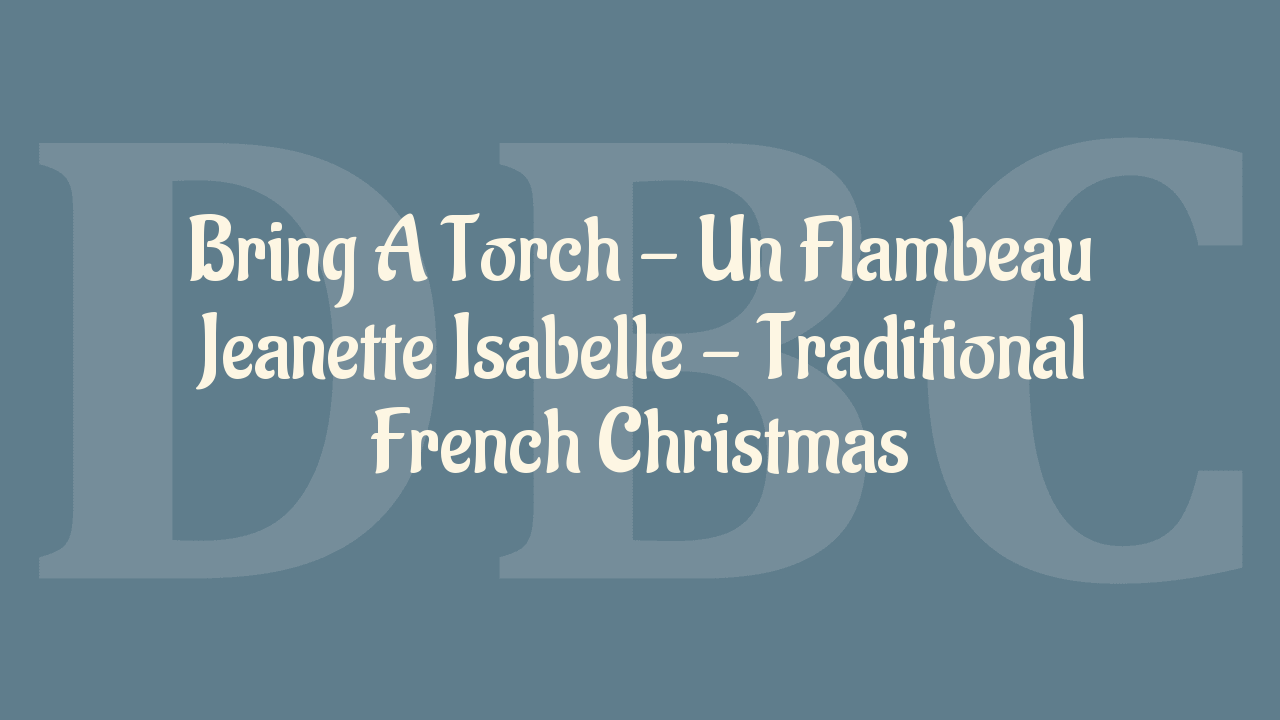 DBC
Bring A Torch – Un Flambeau
Jeanette Isabelle – Traditional
French Christmas